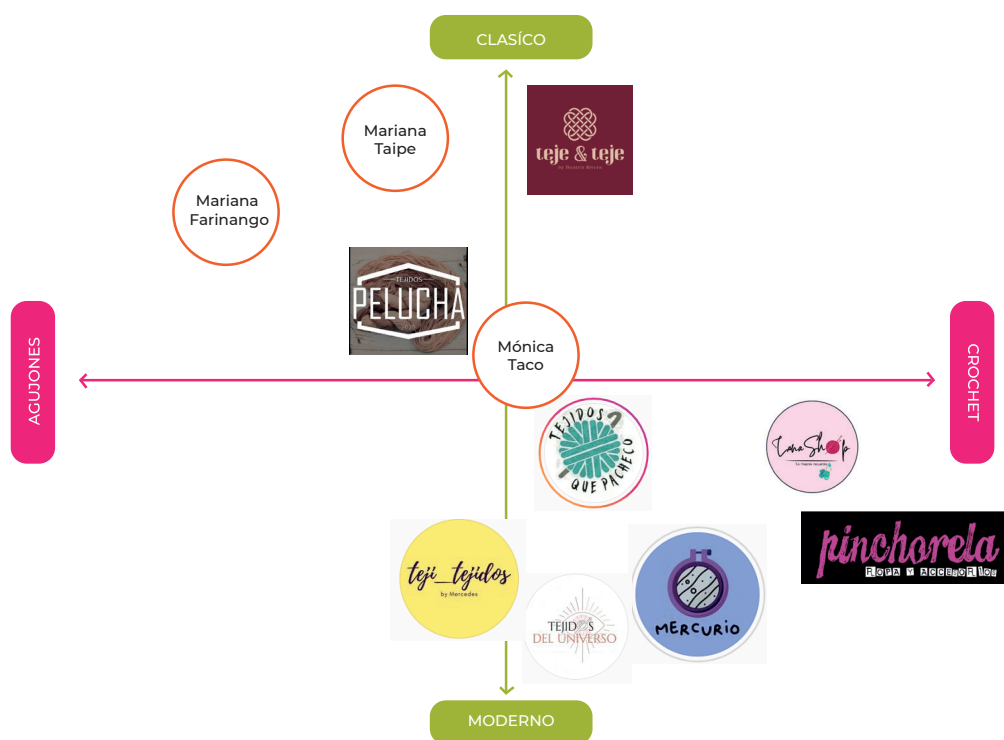 CLASÍCO
Mariana
Taipe
teje & teje
Mariana
Farinango
TEJIDOS
PELUCHA
Mónica
Taco
AGUJONES
CROCHET
TEJIDOS
QUE PACHECO
LanaShop
pinchorela
ROPA Y ACCESORIOS
teji_tejidos
by Mercedes
TEJIDOS
DEL UNIVERSO
MERCURIO
MODERNO